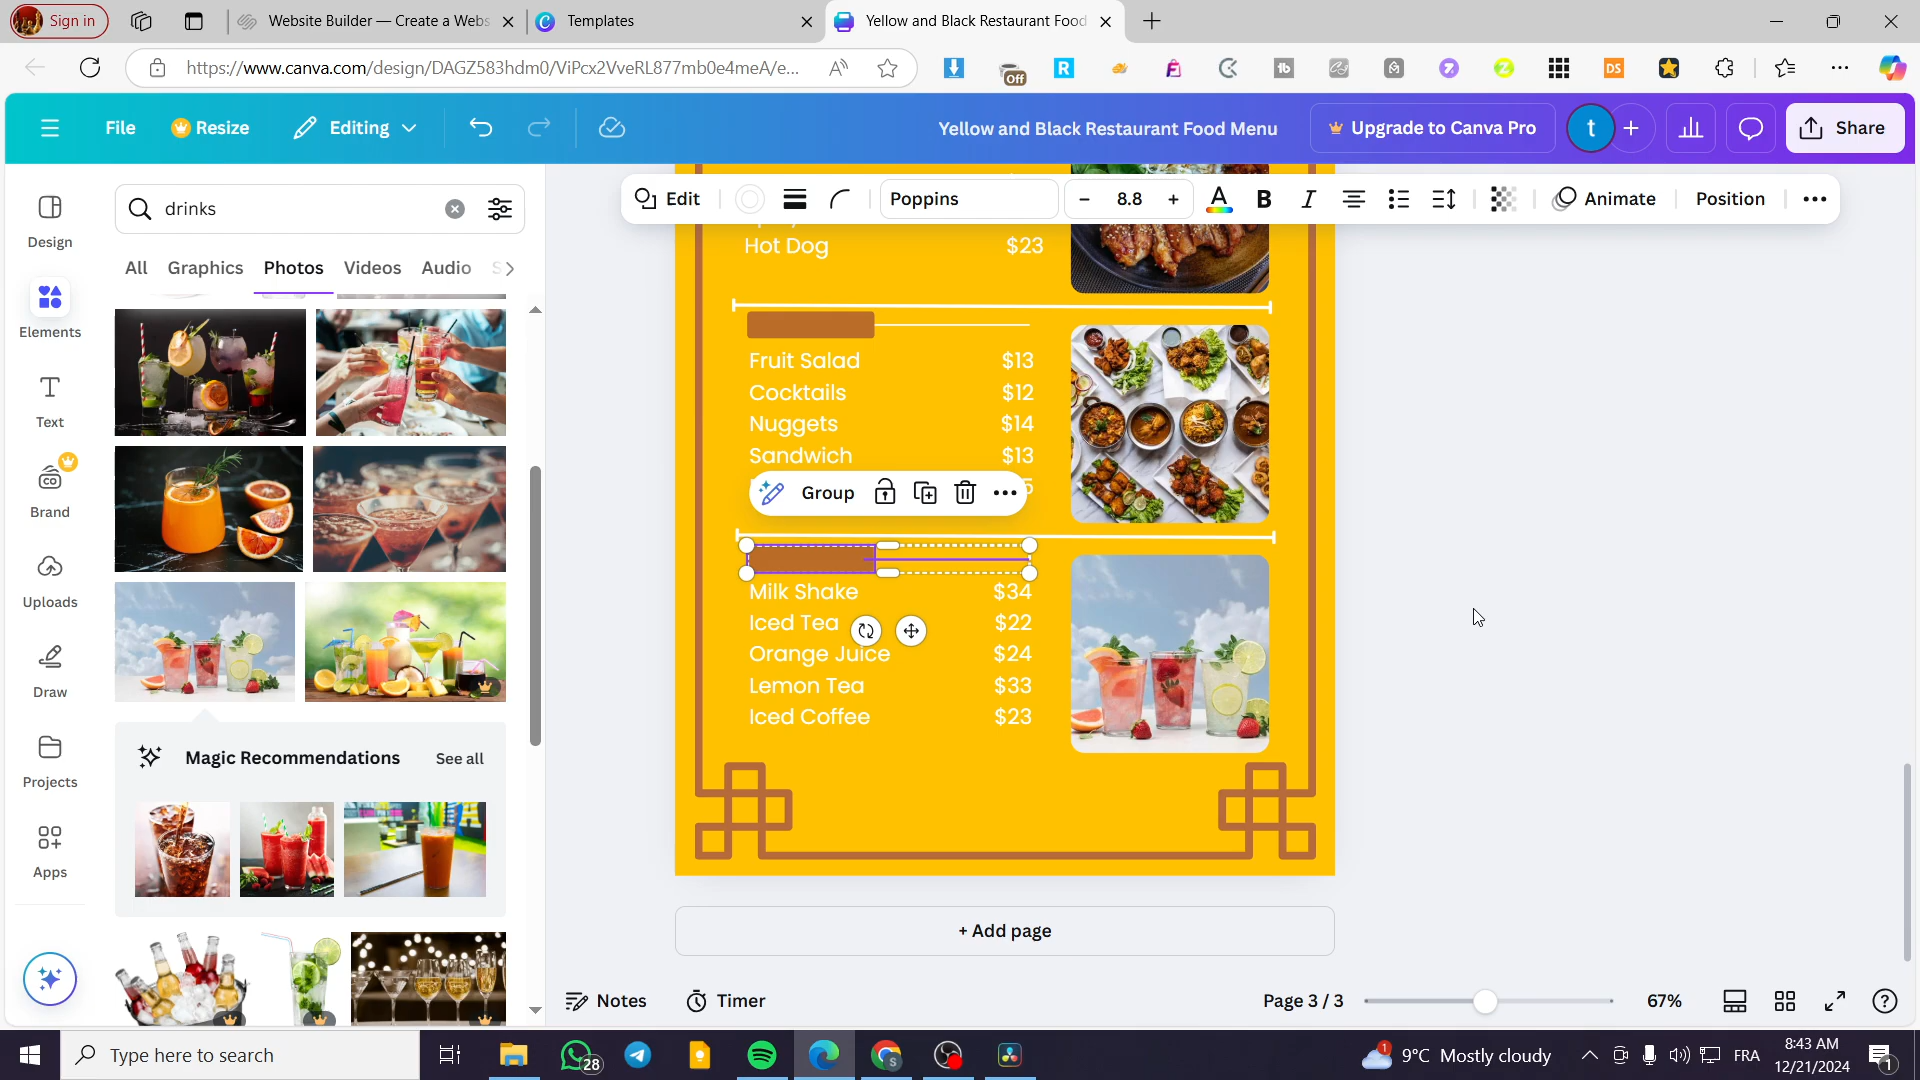 Sign in
Website Builder — Create a Webs
Templates
Yellow and Black Restaurant Food
https://www.canva.com/design/DAGZ583hdm0/ViPcx2VveRL877mb0e4meA/e...
A
Off
R
tb
DS
File
Resize
Editing
Yellow and Black Restaurant Food Menu
Upgrade to Canva Pro
t
Share
Design
Elements
Text
Brand
Uploads
Draw
Projects
Apps
drinks
All
Graphics
Photos
Videos
Audio
Magic Recommendations
See all
Edit
Poppins
8.8
A
B
I
Animate
Position
Hot Dog $23
Fruit Salad $13
Cocktails $12
Nuggets $14
Sandwich $13
Group
Milk Shake $34
Iced Tea $22
Orange Juice $24
Lemon Tea $33
Iced Coffee $23
+ Add page
Notes
Timer
Page 3 / 3
67%
Type here to search
28
1
9°C Mostly cloudy
FRA
8:43 AM
12/21/2024
1